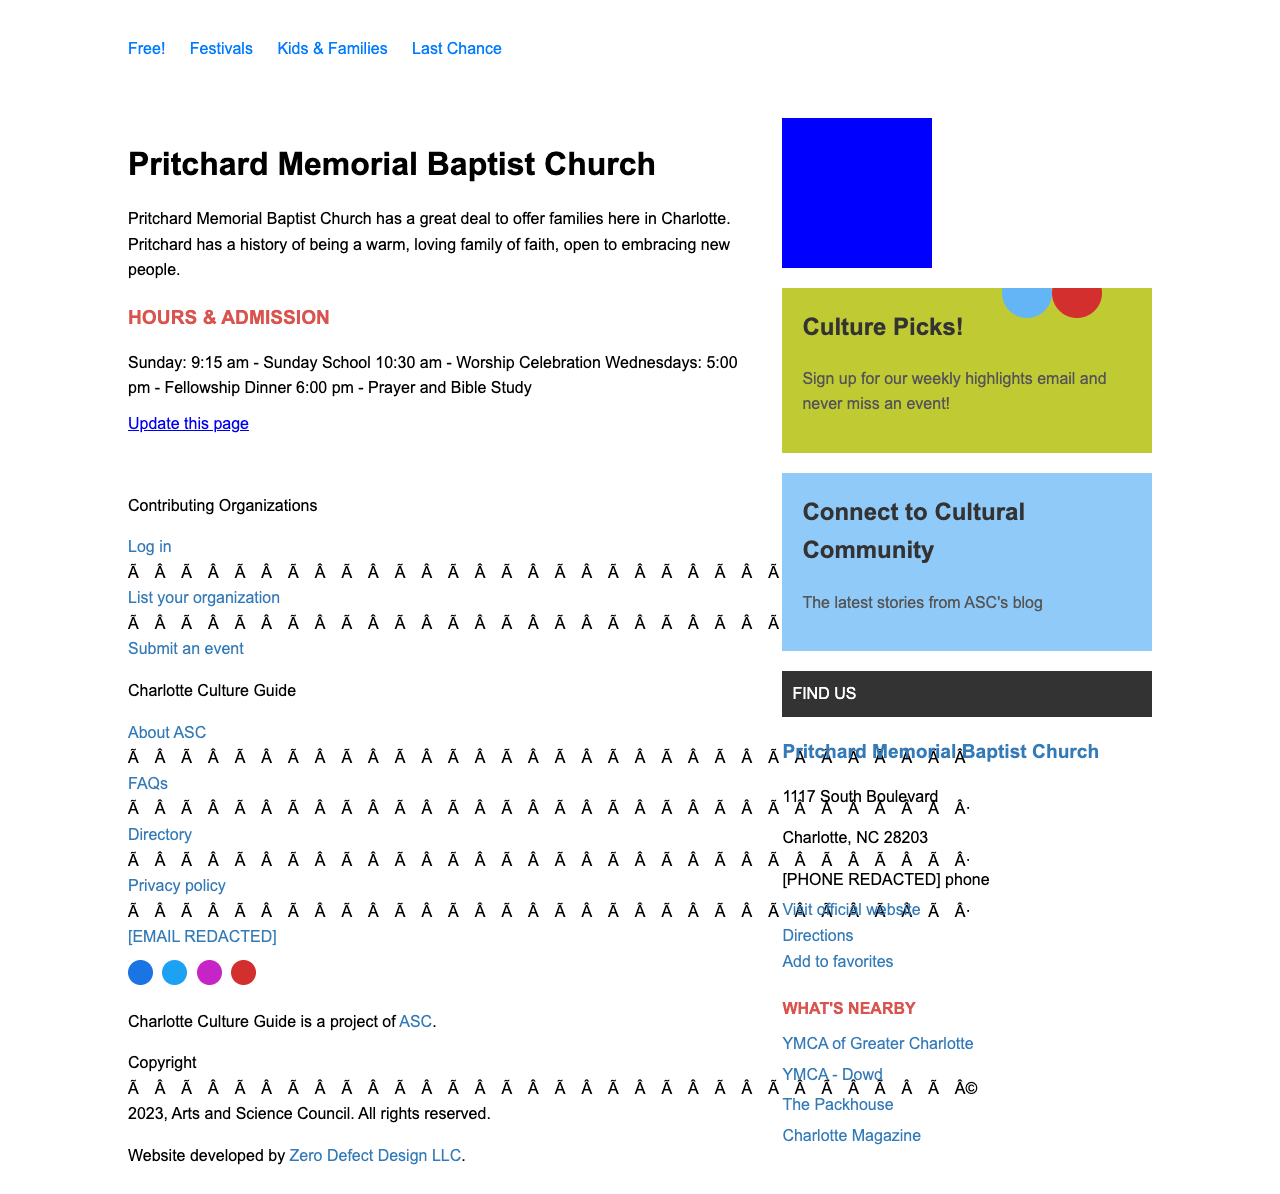 Free! Festivals Kids & Families Last Chance
Pritchard Memorial Baptist Church
Pritchard Memorial Baptist Church has a great deal to offer families here in Charlotte.
Pritchard has a history of being a warm, loving family of faith, open to embracing new
people.
HOURS & ADMISSION
Sunday: 9:15 am - Sunday School 10:30 am - Worship Celebration Wednesdays: 5:00
pm - Fellowship Dinner 6:00 pm - Prayer and Bible Study
Update this page
Contributing Organizations
Log in
Ã Â Ã Â Ã Â Ã Â Ã Â Ã Â Ã Â Ã Â Ã Â Ã Â Ã Â Ã Â Ã
List your organization
Ã Â Ã Â Ã Â Ã Â Ã Â Ã Â Ã Â Ã Â Ã Â Ã Â Ã Â Ã Â Ã
Submit an event
Charlotte Culture Guide
About ASC
Ã Â Ã Â Ã Â Ã Â Ã Â Ã Â Ã Â Ã Â Ã Â Ã Â Ã Â Ã Â Ã Â Ã Â Ã Â Ã Â
FAQs
Ã Â Ã Â Ã Â Ã Â Ã Â Ã Â Ã Â Ã Â Ã Â Ã Â Ã Â Ã Â Ã Â Ã Â Ã Â Ã Â·
Directory
Ã Â Ã Â Ã Â Ã Â Ã Â Ã Â Ã Â Ã Â Ã Â Ã Â Ã Â Ã Â Ã Â Ã Â Ã Â Ã Â·
Privacy policy
Ã Â Ã Â Ã Â Ã Â Ã Â Ã Â Ã Â Ã Â Ã Â Ã Â Ã Â Ã Â Ã Â Ã Â Ã Â Ã Â·
[EMAIL REDACTED]
Charlotte Culture Guide is a project of ASC.
Copyright
Ã Â Ã Â Ã Â Ã Â Ã Â Ã Â Ã Â Ã Â Ã Â Ã Â Ã Â Ã Â Ã Â Ã Â Ã Â Ã Â©
2023, Arts and Science Council. All rights reserved.
Website developed by Zero Defect Design LLC.
Culture Picks!
Sign up for our weekly highlights email and
never miss an event!
Connect to Cultural
Community
The latest stories from ASC's blog
FIND US
Pritchard Memorial Baptist Church
1117 South Boulevard
Charlotte, NC 28203
[PHONE REDACTED] phone
Visit official website
Directions
Add to favorites
WHAT'S NEARBY
YMCA of Greater Charlotte
YMCA - Dowd
The Packhouse
Charlotte Magazine